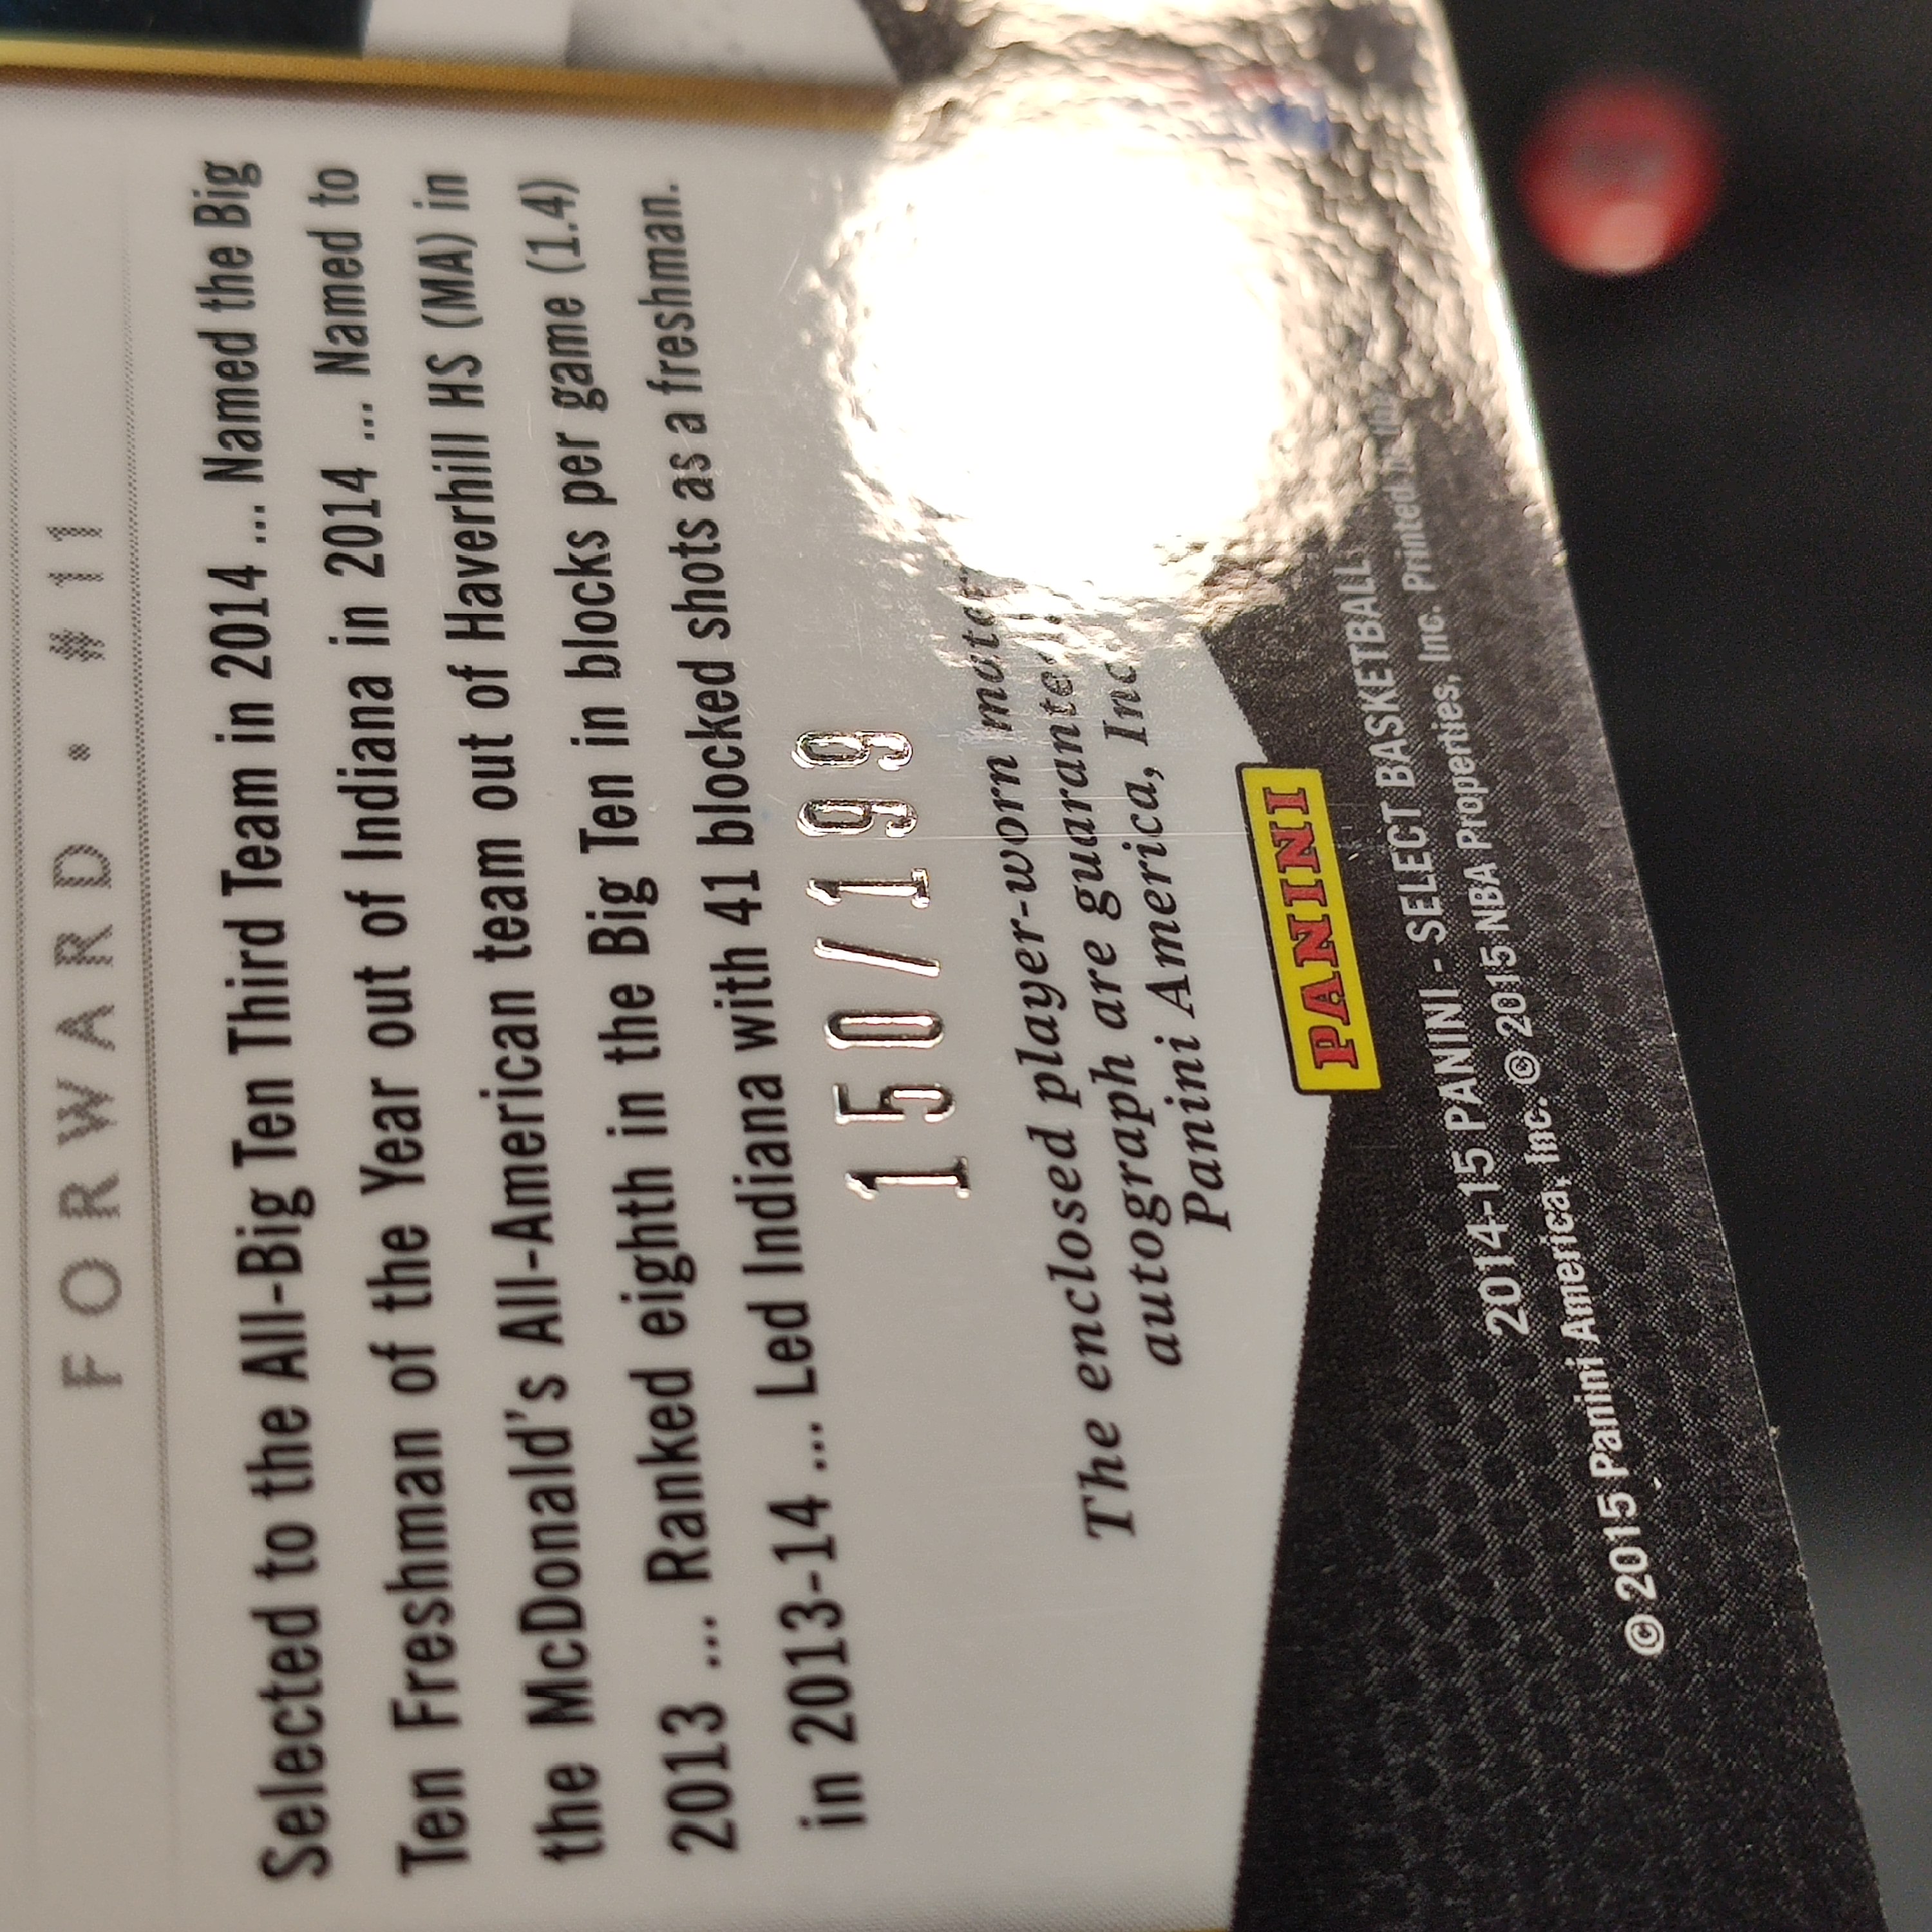 FORWARD • #11
Selected to the All-Big Ten Third Team in 2014 ... Named the Big
Ten Freshman of the Year out of Indiana in 2014 ... Named to
the McDonald's All-American team out of Haverhill HS (MA) in
2013 ... Ranked eighth in the Big Ten in blocks per game (1.4)
in 2013-14 ... Led Indiana with 41 blocked shots as a freshman.
150/199
The enclosed player-worn
autograph are
Panini America, Inc.
PANINI
2014-15 PANINI - SELECT BASKETBALL
© 2015 Panini America, Inc. © 2015 NBA Properties, Inc. Printed in the